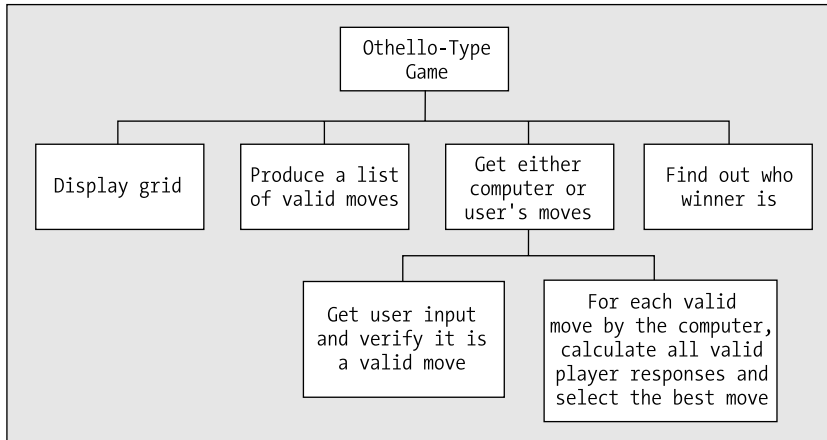 Othello-Type
Game
Display grid
Produce a list
of valid moves
Get either
computer or
user's moves
Find out who
winner is
Get user input
and verify it is
a valid move
For each valid
move by the computer,
calculate all valid
player responses and
select the best move